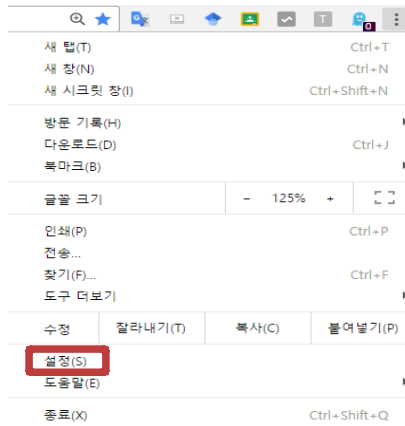 새 탭(T) Ctrl+T
새 창(N) Ctrl+N
새 시크릿 창(I) Ctrl+Shift+N
방문 기록(H)
다운로드(D) Ctrl+J
북마크(B)
글꼴 크기 - 125% +
인쇄(P) Ctrl+P
전송...
찾기(F)... Ctrl+F
도구 더보기
수정 잘라내기(T) 복사(C) 붙여넣기(P)
설정(S)
도움말(E)
종료(X) Ctrl+Shift+Q